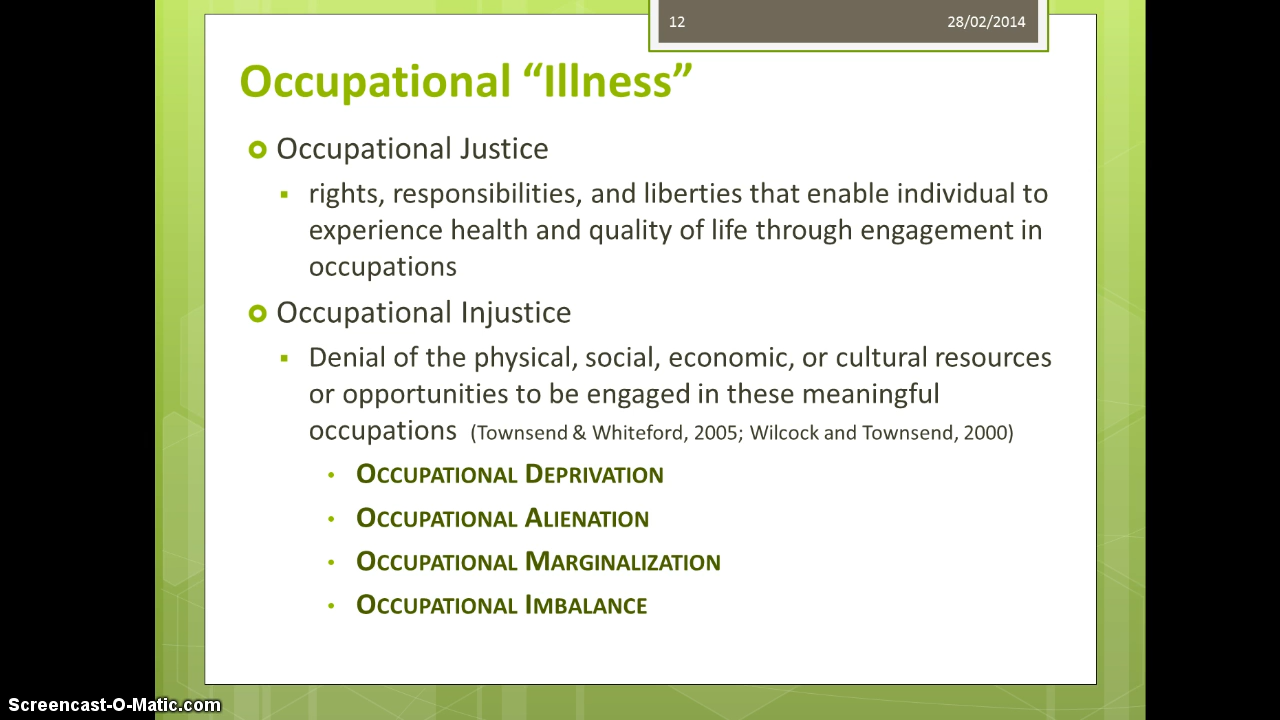 12 28/02/2014
Occupational “Illness”
Occupational Justice
rights, responsibilities, and liberties that enable individual to
experience health and quality of life through engagement in
occupations
Occupational Injustice
Denial of the physical, social, economic, or cultural resources
or opportunities to be engaged in these meaningful
occupations (Townsend & Whiteford, 2005; Wilcock and Townsend, 2000)
OCCUPATIONAL DEPRIVATION
OCCUPATIONAL ALIENATION
OCCUPATIONAL MARGINALIZATION
OCCUPATIONAL IMBALANCE
Screencast-O-Matic.com